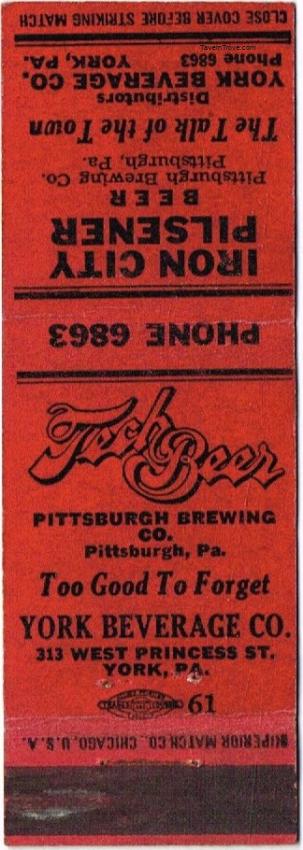 TavernTrove.com
CLOSE COVER BEFORE STRIKING MATCH
IRON CITY
PILSENER
BEER
Pittsburgh Brewing Co.
Pittsburgh, Pa.
The Talk of the Town
Distributors
YORK BEVERAGE CO.
Phone 6863 YORK, PA.
PHONE 6863
Tech Beer
PITTSBURGH BREWING
CO.
Pittsburgh, Pa.
Too Good To Forget
YORK BEVERAGE CO.
313 WEST PRINCESS ST.
YORK, PA.
61
SUPERIOR MATCH CO., CHICAGO, U.S.A.